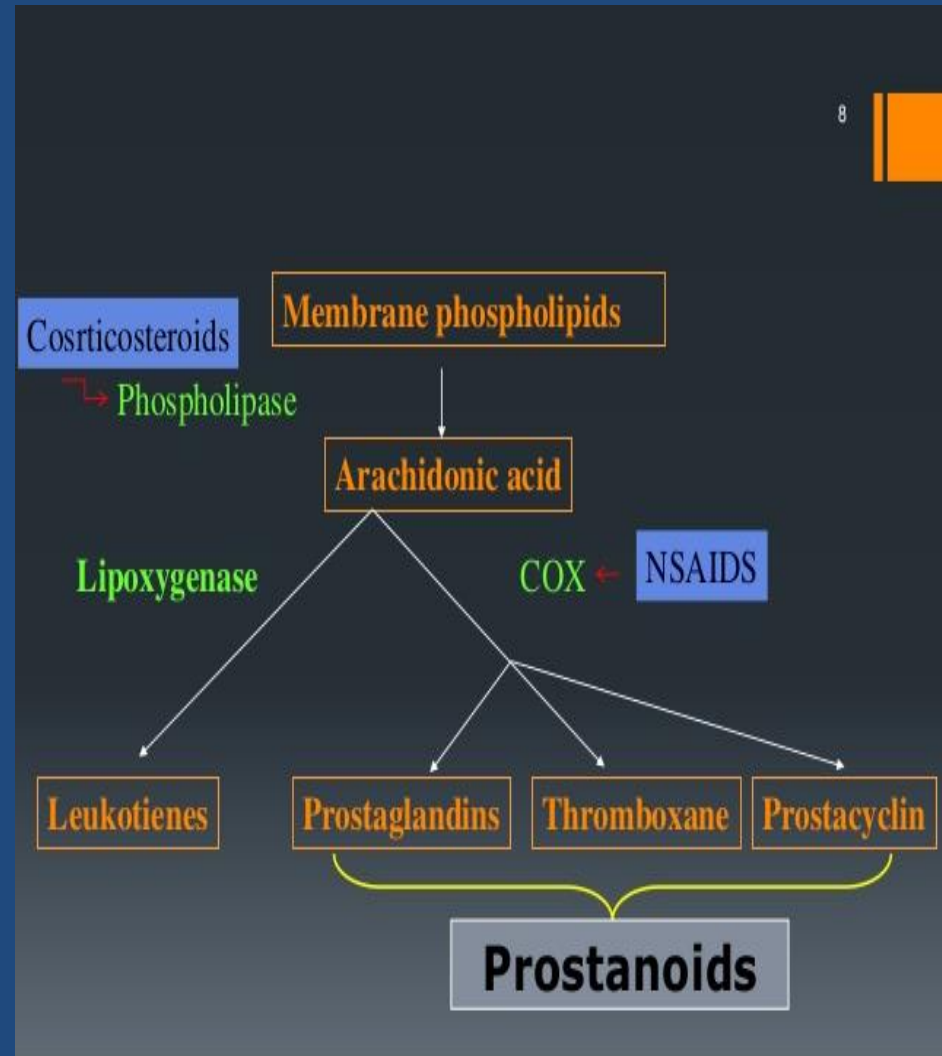 8
Membrane phospholipids
Cosrticosteroids
Phospholipase
Arachidonic acid
Lipoxygenase
COX
NSAIDS
Leukotienes
Prostaglandins
Thromboxane
Prostacyclin
Prostanoids